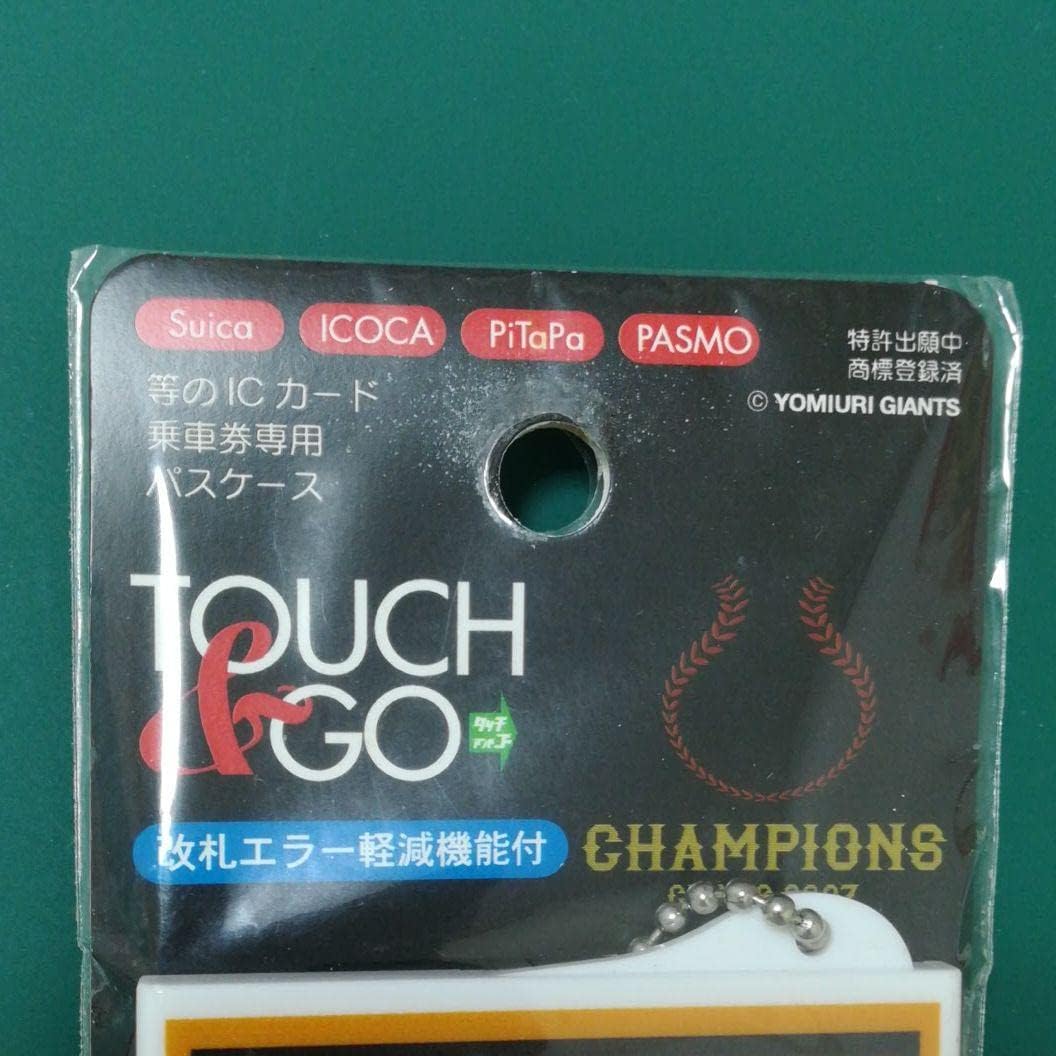 Suica ICOCA PiTaPa PASMO
等のICカード
乗車券専用
パスケース
特許出願中
商標登録済
© YOMIURI GIANTS
TOUCH
&GO
タッチ
アンド
ゴー
改札エラー軽減機能付
CHAMPIONS